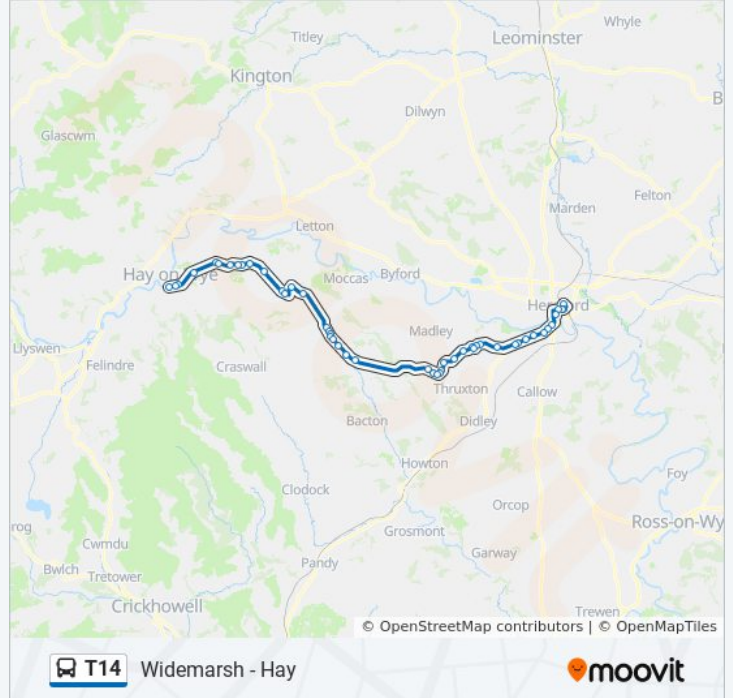 Whyle
Titley
Leominster
Kington
B
Dilwyn
Glascwm
Felton
Marden
Letton
Hay on Wye
Moccas
Byford
Hereford
Madley
Llyswen
Felindre
Craswall
Thruxton
Callow
Bacton
Didley
Howton
Foy
Clodock
Orcop
rog
Grosmont
Ross-on-Wy
Cwmdu
Garway
Pandy
Bwlch
Tretower
Crickhowell
Trewen
© OpenStreetMap contributors | © OpenMapTiles
T14 Widemarsh - Hay
moovit